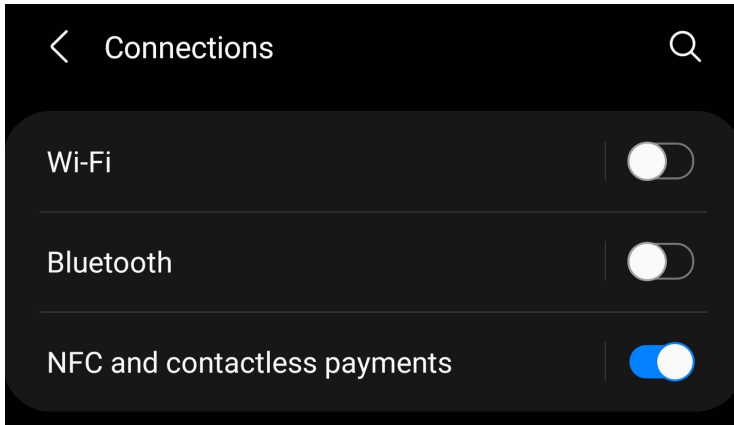 Connections
Wi-Fi
Bluetooth
NFC and contactless payments